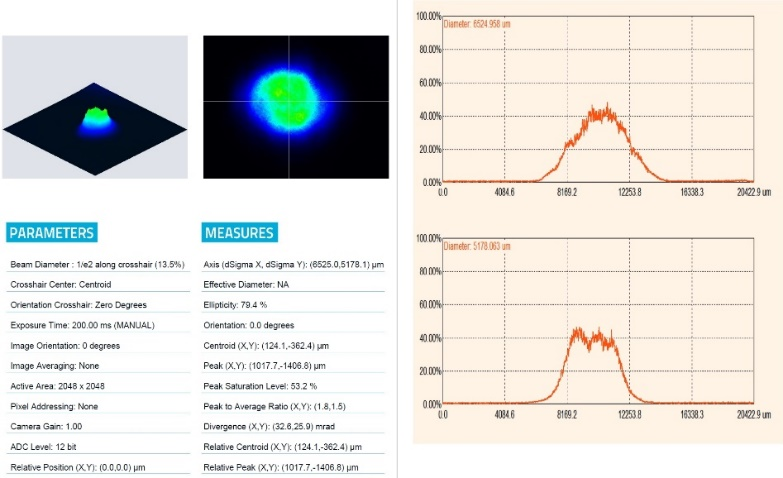 PARAMETERS
Beam Diameter : 1/e2 along crosshair (13.5%)
Crosshair Center: Centroid
Orientation Crosshair: Zero Degrees
Exposure Time: 200.00 ms (MANUAL)
Image Orientation: 0 degrees
Image Averaging: None
Active Area: 2048 x 2048
Pixel Addressing: None
Camera Gain: 1.00
ADC Level: 12 bit
Relative Position (X,Y): (0.0,0.0) µm
MEASURES
Axis (dSigma X, dSigma Y): (6525.0,5178.1) µm
Effective Diameter: NA
Ellipticity: 79.4 %
Orientation: 0.0 degrees
Centroid (X,Y): (124.1,-362.4) µm
Peak (X,Y): (1017.7,-1406.8) µm
Peak Saturation Level: 53.2 %
Peak to Average Ratio (X,Y): (1.8,1.5)
Divergence (X,Y): (32.6,25.9) mrad
Relative Centroid (X,Y): (124.1,-362.4) µm
Relative Peak (X,Y): (1017.7,-1406.8) µm
100.00%
Diameter: 6524.958 um
80.00%
60.00%
40.00%
20.00%
0.00%
0.0 4084.6 8169.2 12253.8 16338.3 20422.9 um
100.00%
Diameter: 5178.063 um
80.00%
60.00%
40.00%
20.00%
0.00%
0.0 4084.6 8169.2 12253.8 16338.3 20422.9 um